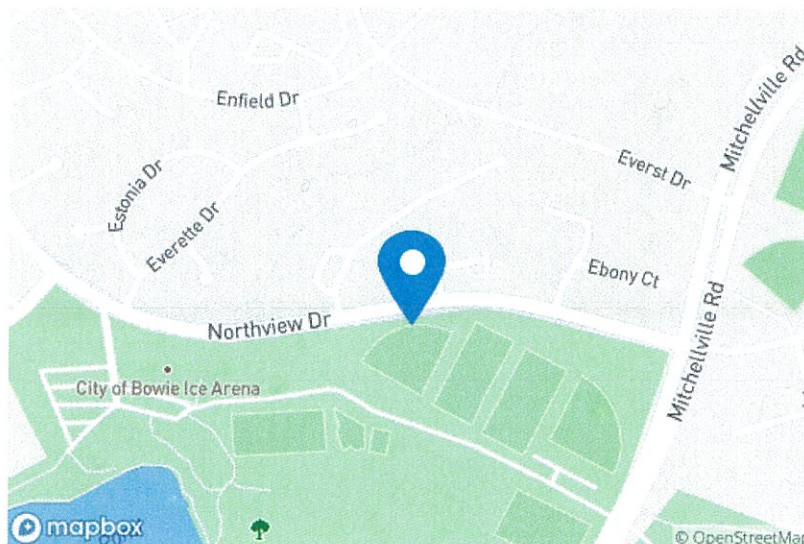 Enfield Dr
Mitchellville Rd
Everst Dr
Estonia Dr
Everette Dr
Ebony Ct
Northview Dr
Mitchellville Rd
City of Bowie Ice Arena
mapbox
© OpenStreetMap